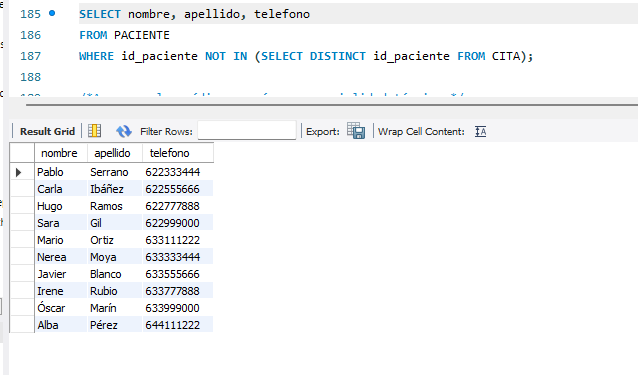 185 SELECT nombre, apellido, telefono
186 FROM PACIENTE
187 WHERE id_paciente NOT IN (SELECT DISTINCT id_paciente FROM CITA);
188
Result Grid Filter Rows: Export: Wrap Cell Content: IA
nombre apellido telefono
Pablo Serrano 622333444
Carla Ibáñez 622555666
Hugo Ramos 622777888
Sara Gil 622999000
Mario Ortiz 633111222
Nerea Moya 633333444
Javier Blanco 633555666
Irene Rubio 633777888
Óscar Marín 633999000
Alba Pérez 644111222